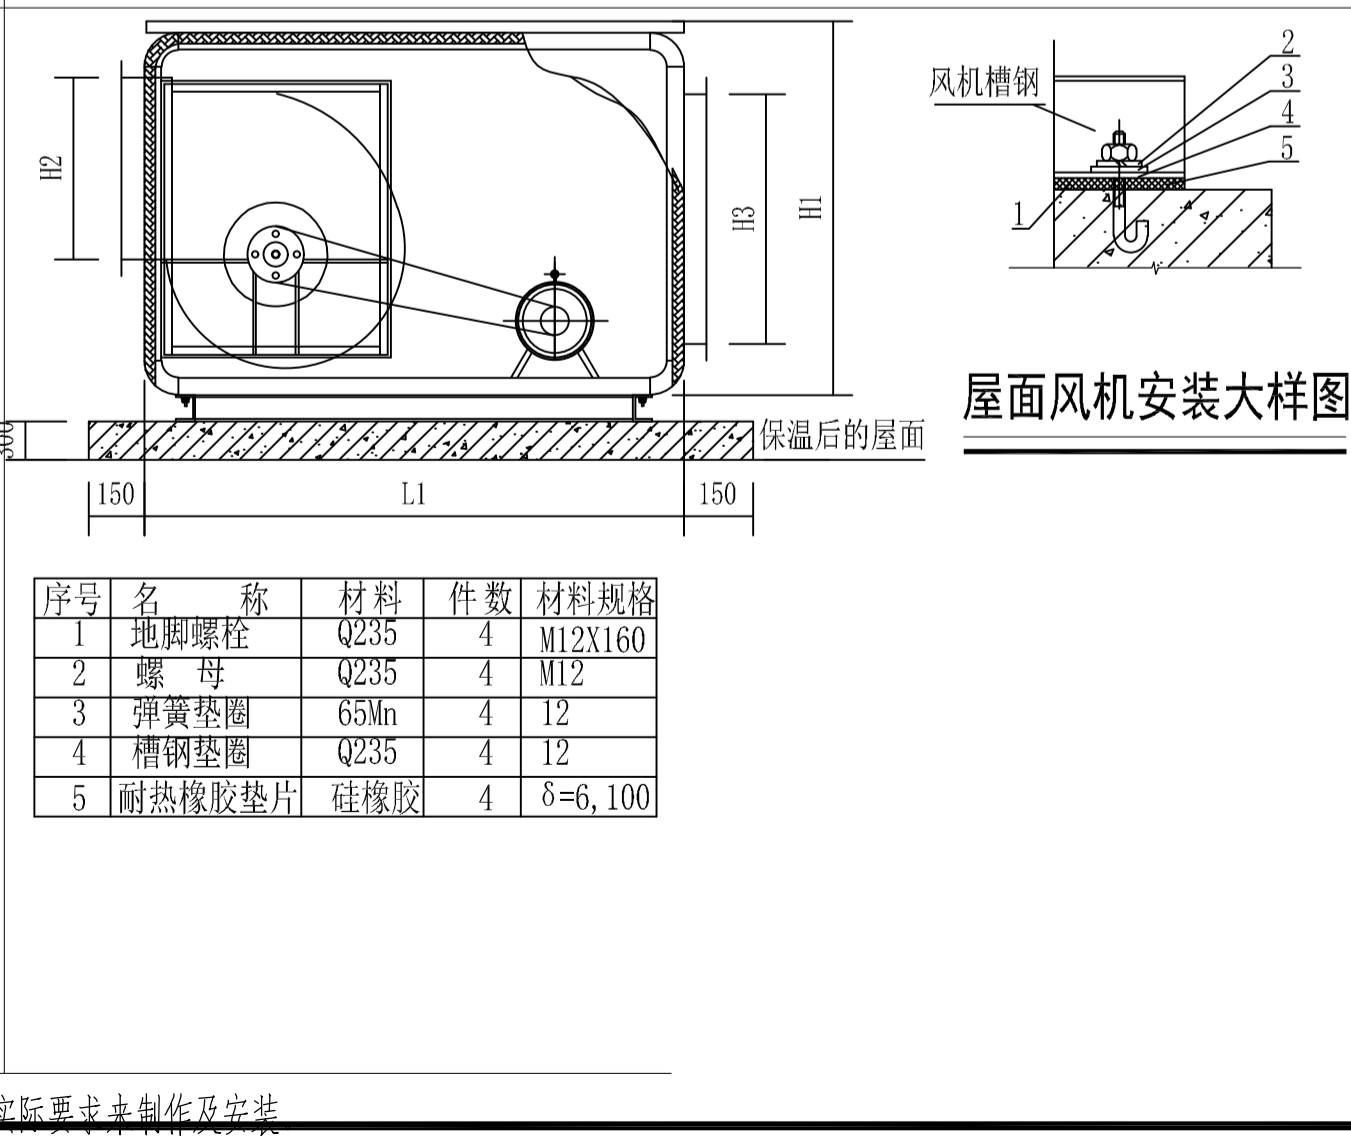 H2
H3
H1
风机槽钢
2
3
4
5
1
屋面风机安装大样图
保温后的屋面
150 L1 150
序号 名 称 材料 件数 材料规格
1 地脚螺栓 Q235 4 M12X160
2 螺 母 Q235 4 M12
3 弹簧垫圈 65Mn 4 12
4 槽钢垫圈 Q235 4 12
5 耐热橡胶垫片 硅橡胶 4 δ=6,100
实际要求来制作及安装